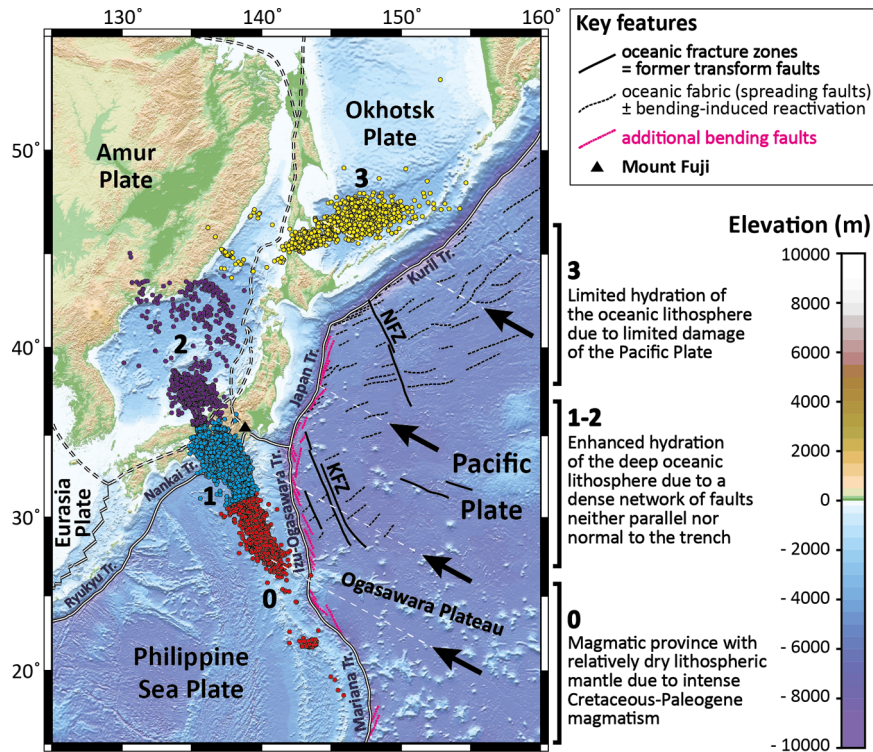 130°
140°
150°
160°
50°
40°
30°
20°
Amur
Plate
Okhotsk
Plate
3
Kuril Tr.
NFZ
2
Japan Tr.
1
Nankai Tr.
KFZ
Izu-Ogasawara Tr.
Pacific
Plate
Eurasia
Plate
Ryukyu Tr.
0
Ogasawara Plateau
Philippine
Sea Plate
Mariana Tr.
Key features
oceanic fracture zones
= former transform faults
oceanic fabric (spreading faults)
± bending-induced reactivation
additional bending faults
Mount Fuji
3
Limited hydration of
the oceanic lithosphere
due to limited damage
of the Pacific Plate
1-2
Enhanced hydration
of the deep oceanic
lithosphere due to a
dense network of faults
neither parallel nor
normal to the trench
0
Magmatic province with
relatively dry lithospheric
mantle due to intense
Cretaceous-Paleogene
magmatism
Elevation (m)
10000
8000
6000
4000
2000
0
- 2000
- 4000
- 6000
- 8000
- 10000